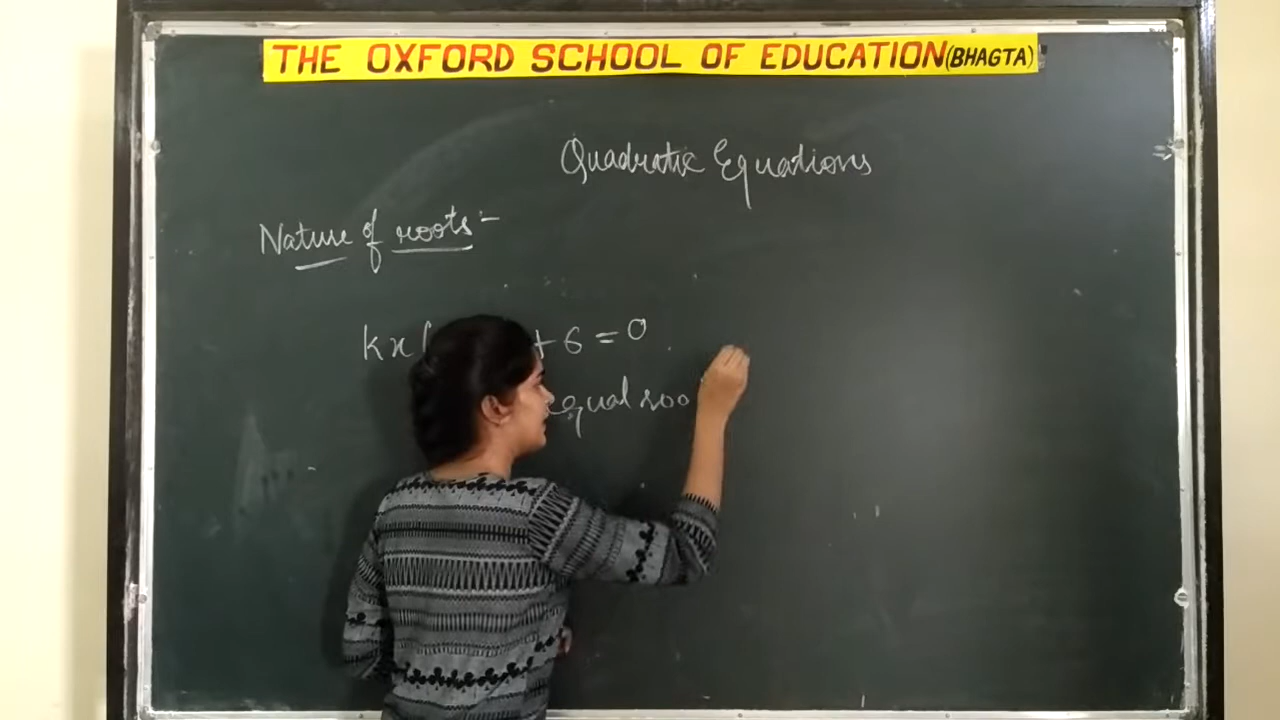 THE OXFORD SCHOOL OF EDUCATION (BHAGTA)
Quadratic Equations
Nature of roots :-
kx( + 6 = 0
equal roo